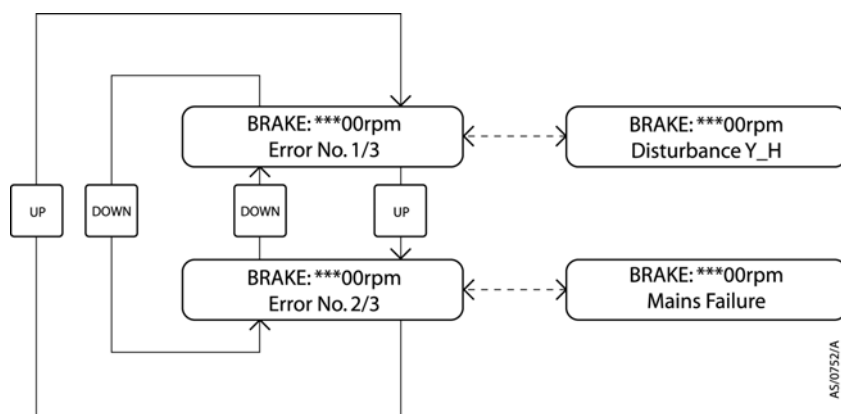 BRAKE: ***00rpm
Error No. 1/3
BRAKE: ***00rpm
Disturbance Y_H
UP
DOWN
DOWN
UP
BRAKE: ***00rpm
Error No. 2/3
BRAKE: ***00rpm
Mains Failure
AS/0752/A